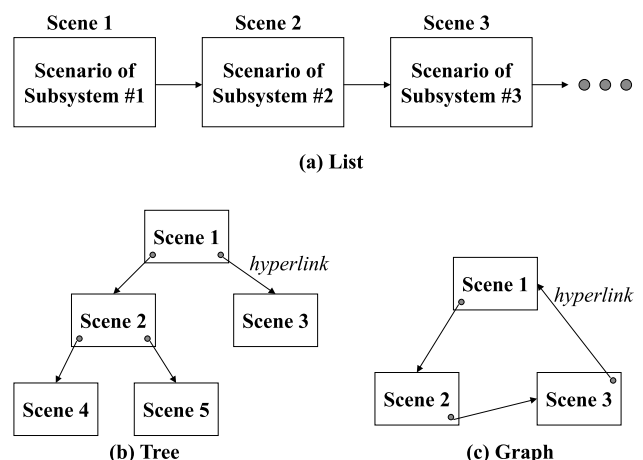 Scene 1 Scene 2 Scene 3
Scenario of Subsystem #1
Scenario of Subsystem #2
Scenario of Subsystem #3
(a) List
Scene 1
hyperlink
Scene 2
Scene 3
Scene 4
Scene 5
(b) Tree
Scene 1
hyperlink
Scene 2
Scene 3
(c) Graph